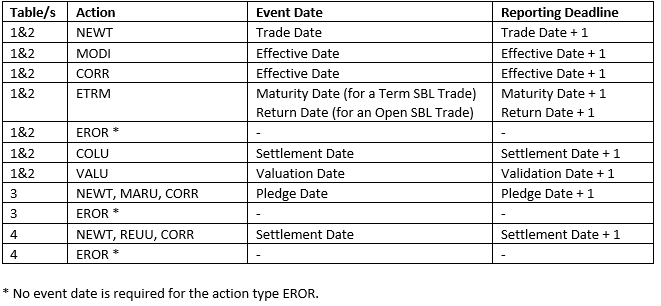 Table/s Action Event Date Reporting Deadline
1&2 NEWT Trade Date Trade Date + 1
1&2 MODI Effective Date Effective Date + 1
1&2 CORR Effective Date Effective Date + 1
1&2 ETRM Maturity Date (for a Term SBL Trade) Maturity Date + 1
Return Date (for an Open SBL Trade) Return Date + 1
1&2 EROR * - -
1&2 COLU Settlement Date Settlement Date + 1
1&2 VALU Valuation Date Validation Date + 1
3 NEWT, MARU, CORR Pledge Date Pledge Date + 1
3 EROR * - -
4 NEWT, REUU, CORR Settlement Date Settlement Date + 1
4 EROR * - -
* No event date is required for the action type EROR.